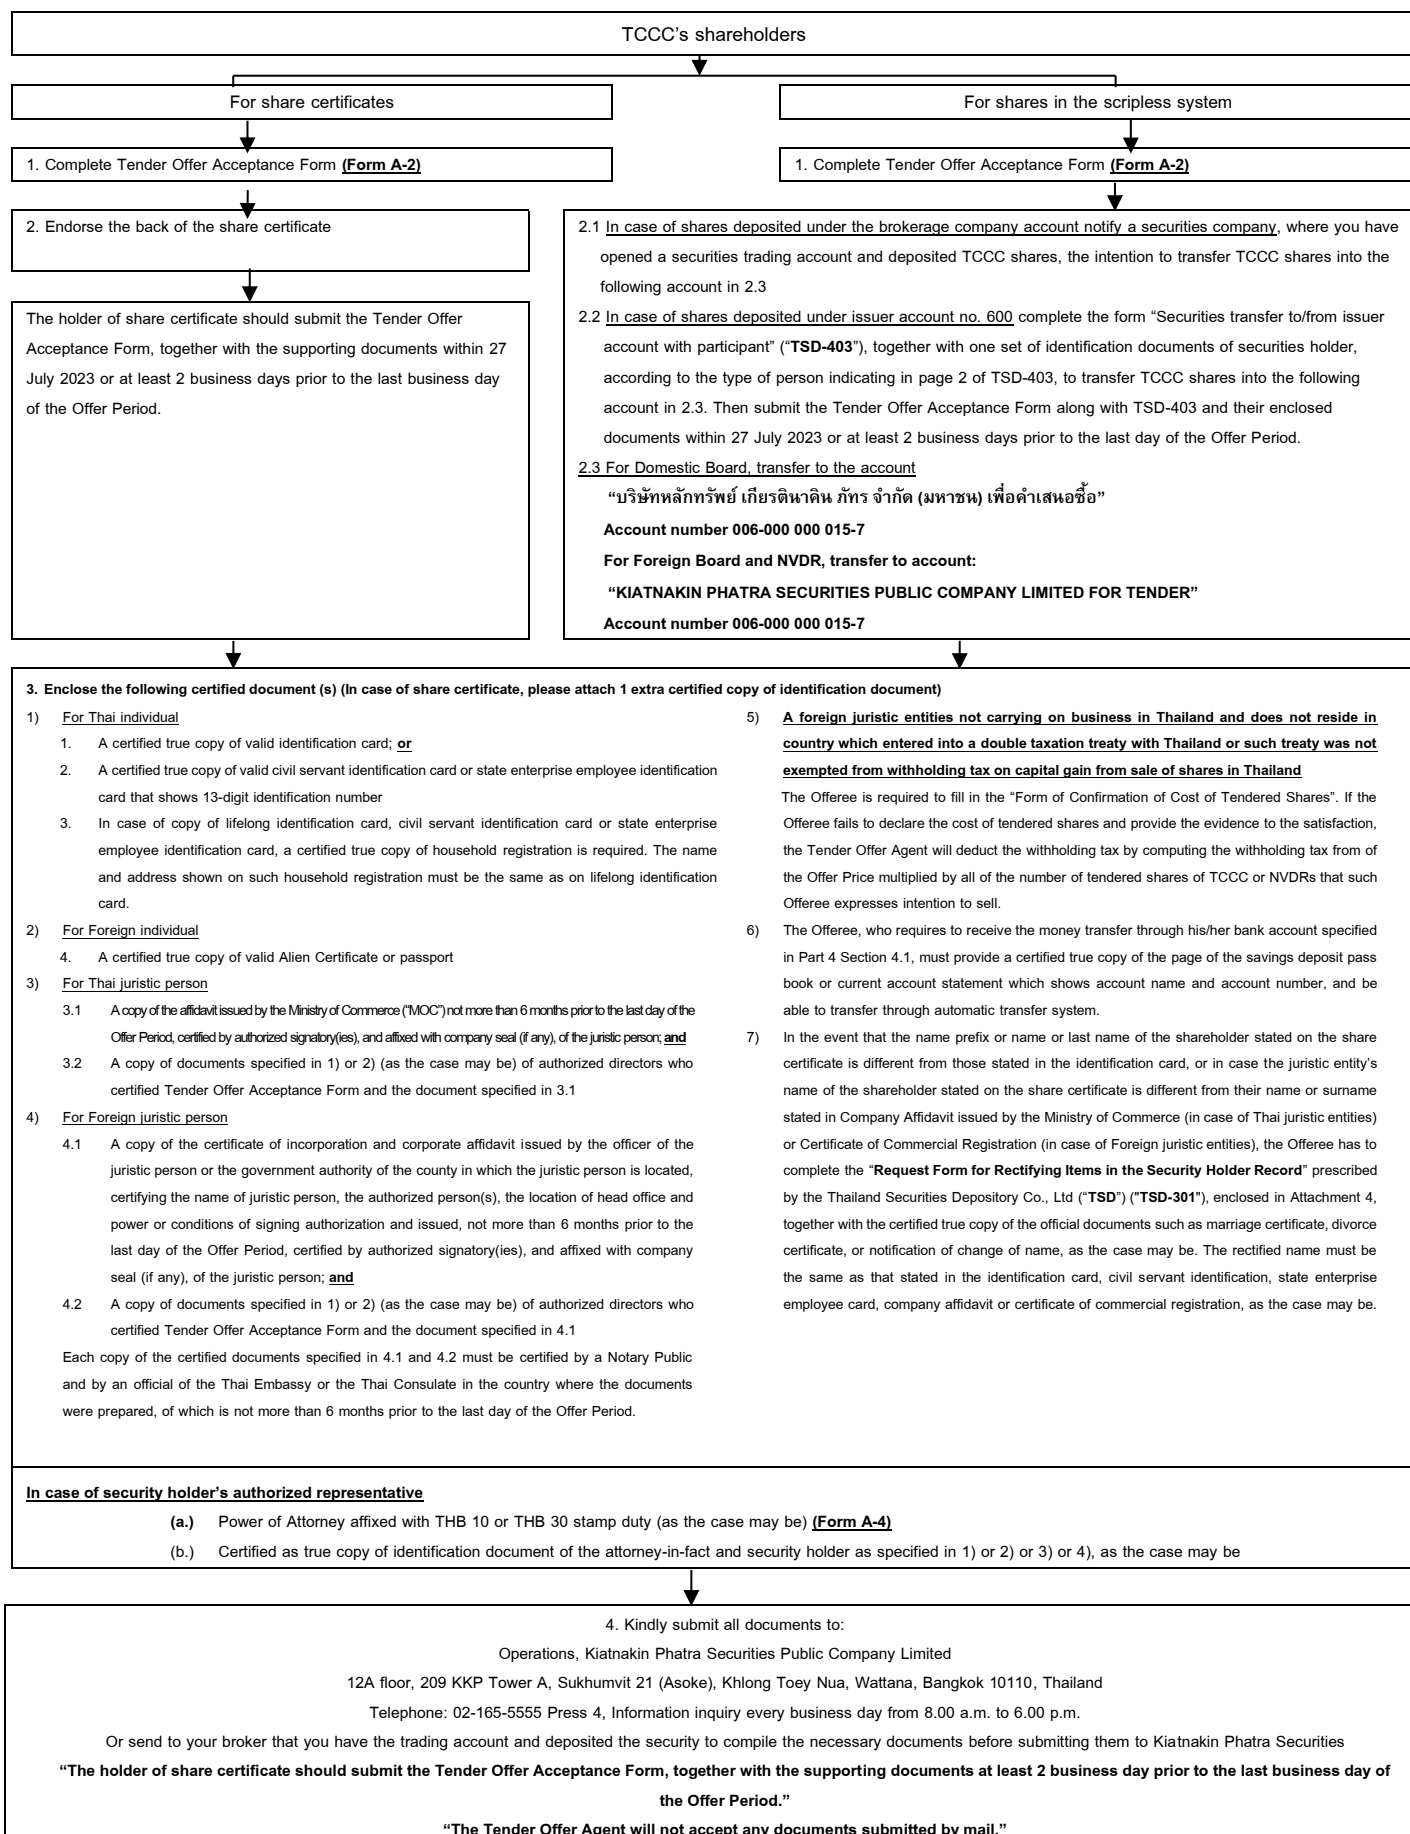 TCCC's shareholders
For share certificates
1. Complete Tender Offer Acceptance Form (Form A-2)
2. Endorse the back of the share certificate
The holder of share certificate should submit the Tender Offer
Acceptance Form, together with the supporting documents within 27
July 2023 or at least 2 business days prior to the last business day
of the Offer Period.
For shares in the scripless system
1. Complete Tender Offer Acceptance Form (Form A-2)
2.1 In case of shares deposited under the brokerage company account notify a securities company, where you have
opened a securities trading account and deposited TCCC shares, the intention to transfer TCCC shares into the
following account in 2.3
2.2 In case of shares deposited under issuer account no. 600 complete the form “Securities transfer to/from issuer
account with participant” (“TSD-403”), together with one set of identification documents of securities holder,
according to the type of person indicating in page 2 of TSD-403, to transfer TCCC shares into the following
account in 2.3. Then submit the Tender Offer Acceptance Form along with TSD-403 and their enclosed
documents within 27 July 2023 or at least 2 business days prior to the last day of the Offer Period.
2.3 For Domestic Board, transfer to the account
“บริษัทหลักทรัพย์ เกียรตินาคิน ภัทร จำกัด (มหาชน) เพื่อคำเสนอซื้อ”
Account number 006-000 000 015-7
For Foreign Board and NVDR, transfer to account:
“KIATNAKIN PHATRA SECURITIES PUBLIC COMPANY LIMITED FOR TENDER”
Account number 006-000 000 015-7
3. Enclose the following certified document (s) (In case of share certificate, please attach 1 extra certified copy of identification document)
1) For Thai individual
1. A certified true copy of valid identification card; or
2. A certified true copy of valid civil servant identification card or state enterprise employee identification
card that shows 13-digit identification number
3. In case of copy of lifelong identification card, civil servant identification card or state enterprise
employee identification card, a certified true copy of household registration is required. The name
and address shown on such household registration must be the same as on lifelong identification
card.
2) For Foreign individual
4. A certified true copy of valid Alien Certificate or passport
3) For Thai juristic person
3.1 A copy of the affidavit issued by the Ministry of Commerce (“MOC”) not more than 6 months prior to the last day of the
Offer Period, certified by authorized signatory(ies), and affixed with company seal (if any), of the juristic person; and
3.2 A copy of documents specified in 1) or 2) (as the case may be) of authorized directors who
certified Tender Offer Acceptance Form and the document specified in 3.1
4) For Foreign juristic person
4.1 A copy of the certificate of incorporation and corporate affidavit issued by the officer of the
juristic person or the government authority of the county in which the juristic person is located,
certifying the name of juristic person, the authorized person(s), the location of head office and
power or conditions of signing authorization and issued, not more than 6 months prior to the
last day of the Offer Period, certified by authorized signatory(ies), and affixed with company
seal (if any), of the juristic person; and
4.2 A copy of documents specified in 1) or 2) (as the case may be) of authorized directors who
certified Tender Offer Acceptance Form and the document specified in 4.1
Each copy of the certified documents specified in 4.1 and 4.2 must be certified by a Notary Public
and by an official of the Thai Embassy or the Thai Consulate in the country where the documents
were prepared, of which is not more than 6 months prior to the last day of the Offer Period.
5) A foreign juristic entities not carrying on business in Thailand and does not reside in
country which entered into a double taxation treaty with Thailand or such treaty was not
exempted from withholding tax on capital gain from sale of shares in Thailand
The Offeree is required to fill in the “Form of Confirmation of Cost of Tendered Shares”. If the
Offeree fails to declare the cost of tendered shares and provide the evidence to the satisfaction,
the Tender Offer Agent will deduct the withholding tax by computing the withholding tax from of
the Offer Price multiplied by all of the number of tendered shares of TCCC or NVDRs that such
Offeree expresses intention to sell.
6) The Offeree, who requires to receive the money transfer through his/her bank account specified
in Part 4 Section 4.1, must provide a certified true copy of the page of the savings deposit pass
book or current account statement which shows account name and account number, and be
able to transfer through automatic transfer system.
7) In the event that the name prefix or name or last name of the shareholder stated on the share
certificate is different from those stated in the identification card, or in case the juristic entity's
name of the shareholder stated on the share certificate is different from their name or surname
stated in Company Affidavit issued by the Ministry of Commerce (in case of Thai juristic entities)
or Certificate of Commercial Registration (in case of Foreign juristic entities), the Offeree has to
complete the “Request Form for Rectifying Items in the Security Holder Record” prescribed
by the Thailand Securities Depository Co., Ltd (“TSD”) ("TSD-301"), enclosed in Attachment 4,
together with the certified true copy of the official documents such as marriage certificate, divorce
certificate, or notification of change of name, as the case may be. The rectified name must be
the same as that stated in the identification card, civil servant identification, state enterprise
employee card, company affidavit or certificate of commercial registration, as the case may be.
In case of security holder's authorized representative
(a.) Power of Attorney affixed with THB 10 or THB 30 stamp duty (as the case may be) (Form A-4)
(b.) Certified as true copy of identification document of the attorney-in-fact and security holder as specified in 1) or 2) or 3) or 4), as the case may be
4. Kindly submit all documents to:
Operations, Kiatnakin Phatra Securities Public Company Limited
12A floor, 209 KKP Tower A, Sukhumvit 21 (Asoke), Khlong Toey Nua, Wattana, Bangkok 10110, Thailand
Telephone: 02-165-5555 Press 4, Information inquiry every business day from 8.00 a.m. to 6.00 p.m.
Or send to your broker that you have the trading account and deposited the security to compile the necessary documents before submitting them to Kiatnakin Phatra Securities
“The holder of share certificate should submit the Tender Offer Acceptance Form, together with the supporting documents at least 2 business day prior to the last business day of
the Offer Period.”
“The Tender Offer Agent will not accept any documents submitted by mail.”